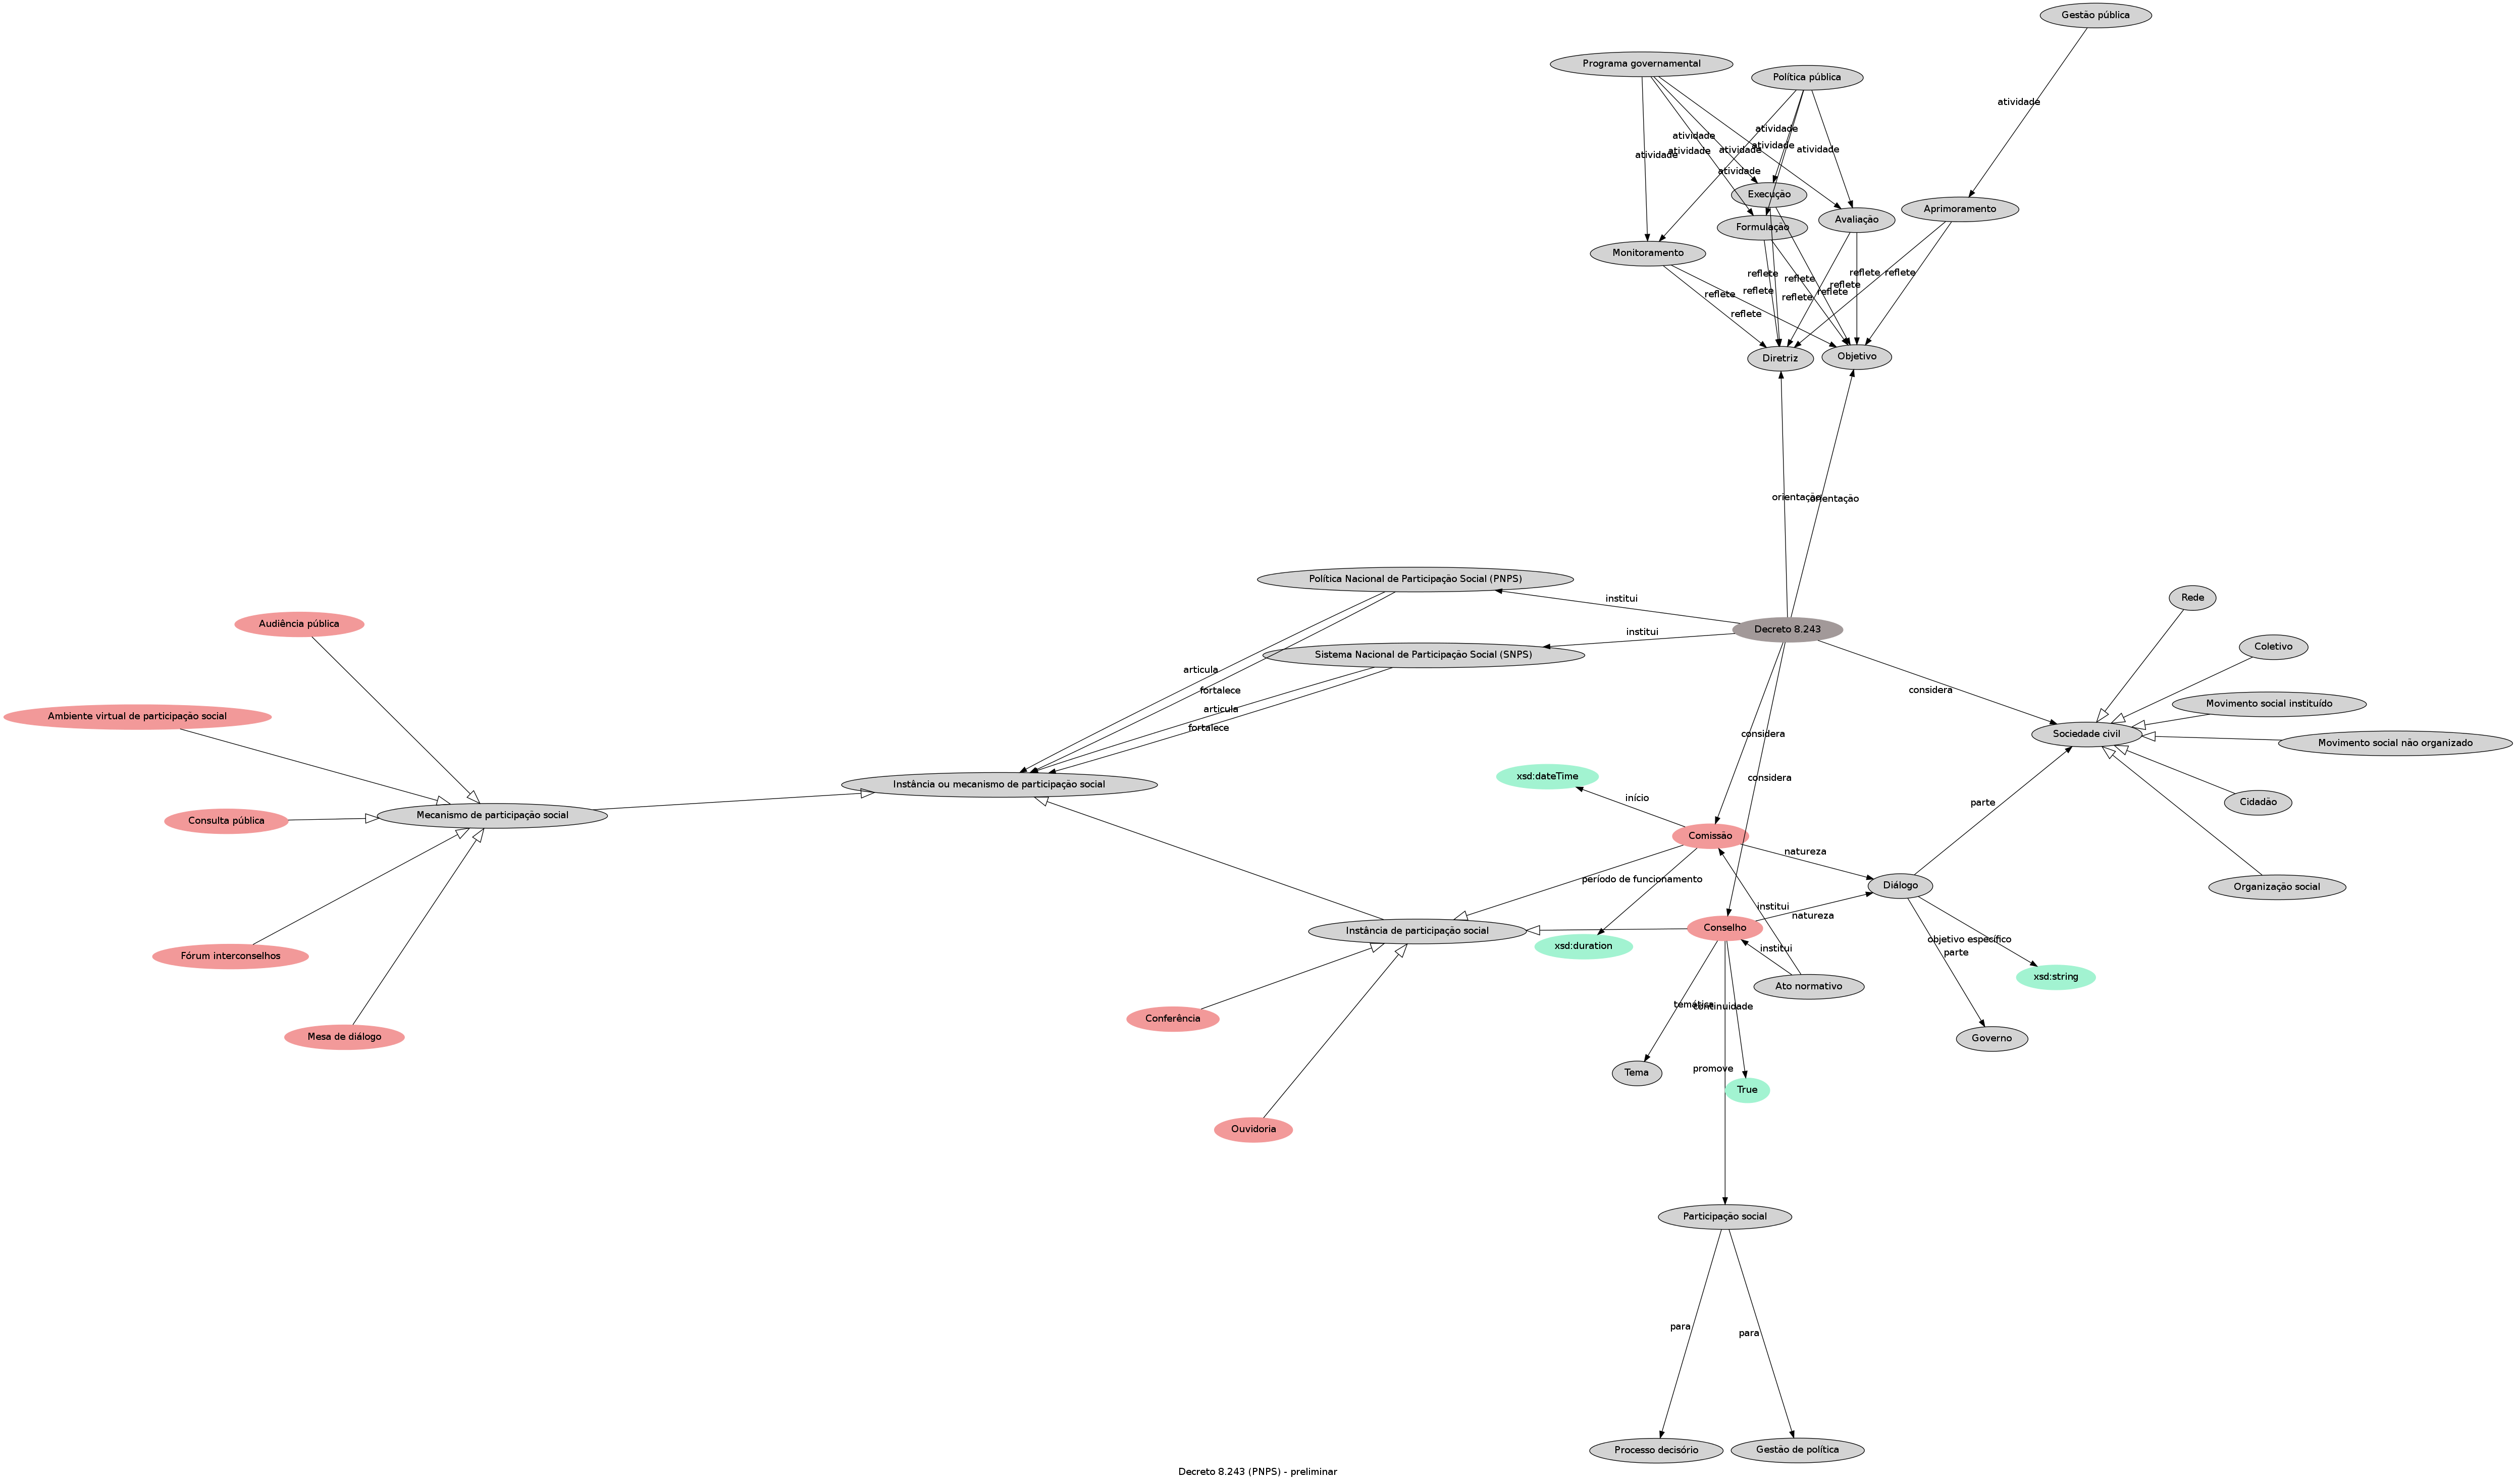 Gestão pública
Programa governamental
Política pública
atividade
atividade
atividade
atividade
atividade
atividade
atividade
atividade
atividade
Execução
Formulação
Avaliação
Aprimoramento
Monitoramento
reflete
reflete
reflete
reflete
reflete
reflete
reflete
reflete
reflete
reflete
Diretriz
Objetivo
orientação
orientação
Política Nacional de Participação Social (PNPS)
institui
Rede
Audiência pública
Decreto 8.243
institui
Coletivo
Sistema Nacional de Participação Social (SNPS)
articula
fortalece
considera
Movimento social instituído
Ambiente virtual de participação social
articula
fortalece
considera
Sociedade civil
Movimento social não organizado
xsd:dateTime
considera
Instância ou mecanismo de participação social
início
parte
Cidadão
Mecanismo de participação social
Consulta pública
Comissão
natureza
período de funcionamento
Diálogo
Organização social
institui
natureza
Instância de participação social
Conselho
xsd:duration
institui
objetivo específico
parte
Fórum interconselhos
xsd:string
Ato normativo
temática
continuidade
Conferência
Mesa de diálogo
Governo
Tema
promove
True
Ouvidoria
Participação social
para
para
Processo decisório
Gestão de política
Decreto 8.243 (PNPS) - preliminar